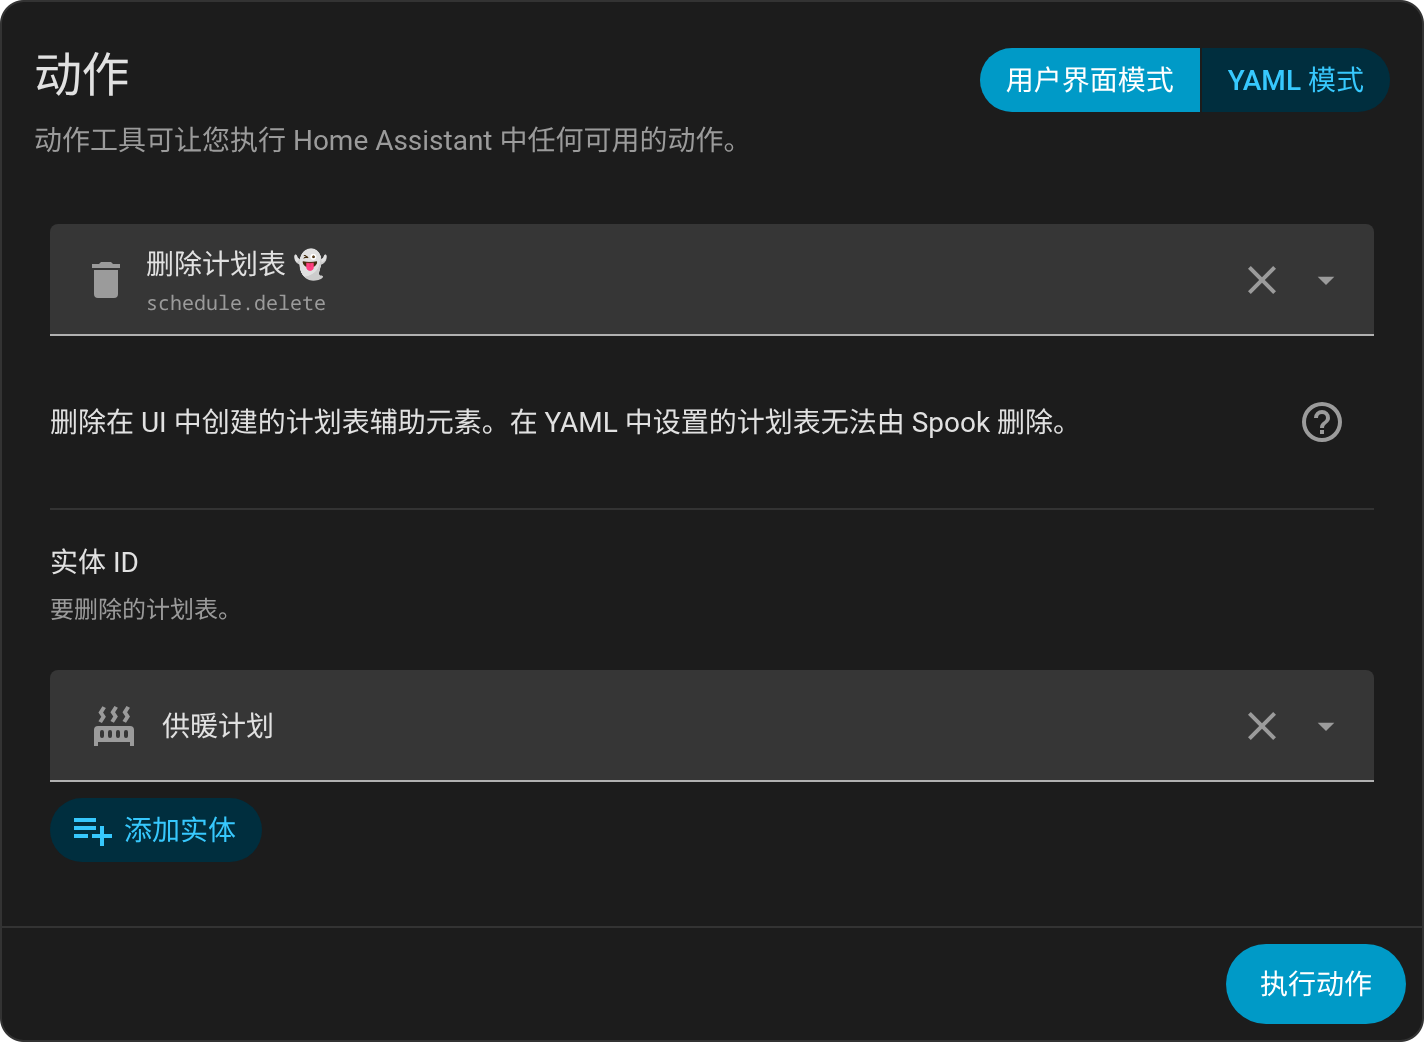 动作
用户界面模式
YAML 模式
动作工具可让您执行 Home Assistant 中任何可用的动作。
删除计划表 👻
schedule.delete
删除在 UI 中创建的计划表辅助元素。在 YAML 中设置的计划表无法由 Spook 删除。
实体 ID
要删除的计划表。
供暖计划
添加实体
执行动作